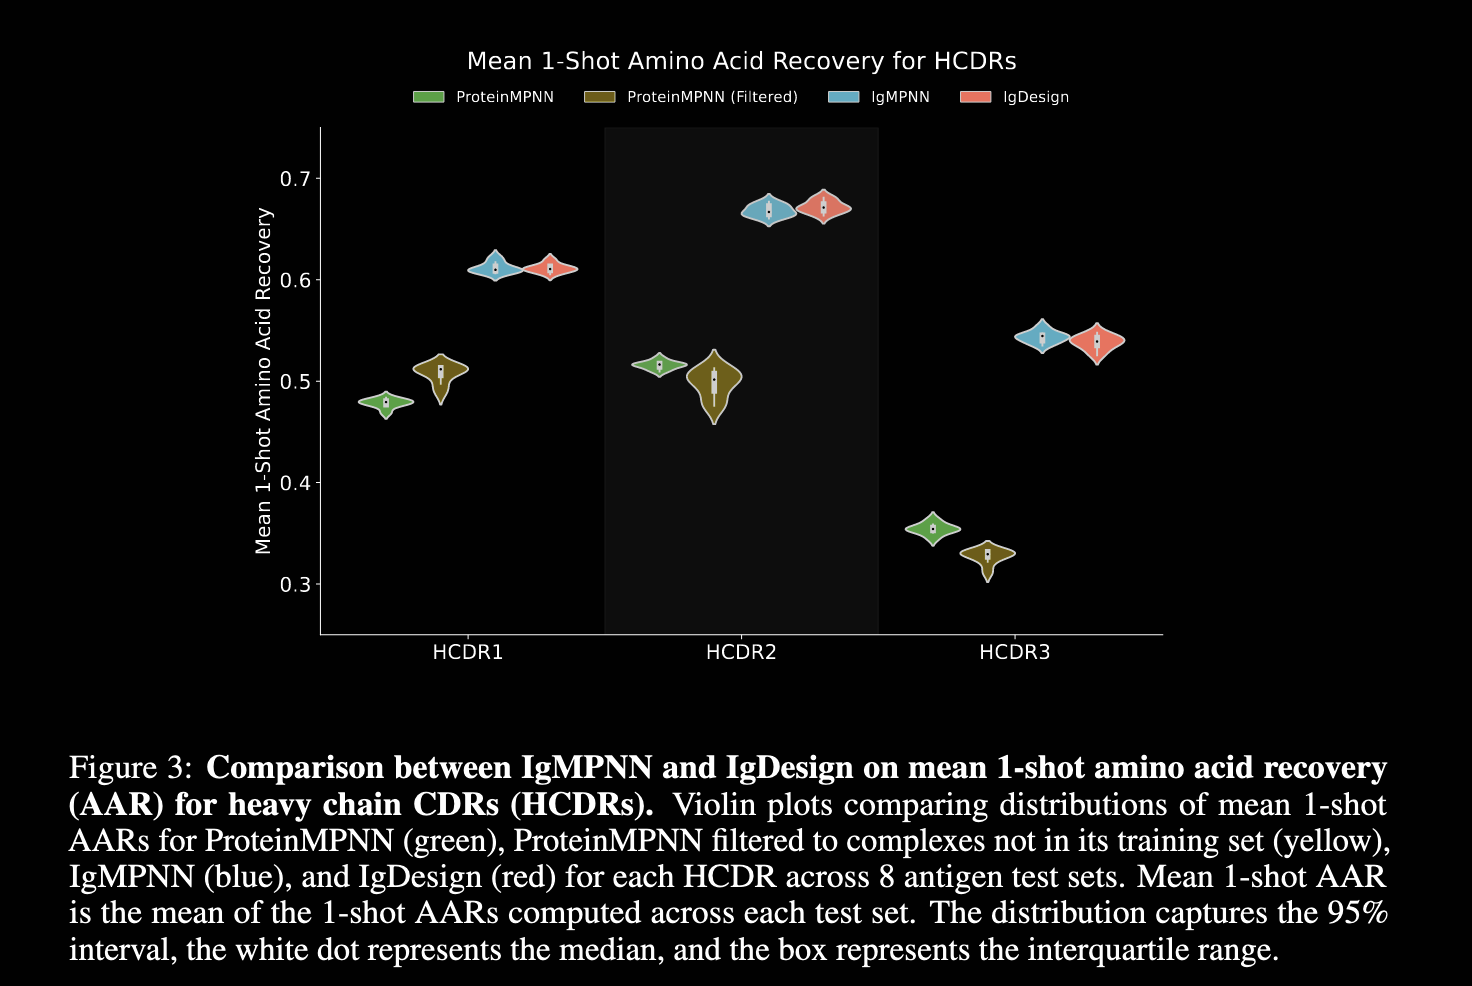 Mean 1-Shot Amino Acid Recovery for HCDRs
ProteinMPNN ProteinMPNN (Filtered) IgMPNN IgDesign
Mean 1-Shot Amino Acid Recovery
0.7
0.6
0.5
0.4
0.3
HCDR1 HCDR2 HCDR3
Figure 3: Comparison between IgMPNN and IgDesign on mean 1-shot amino acid recovery
(AAR) for heavy chain CDRs (HCDRs). Violin plots comparing distributions of mean 1-shot
AARs for ProteinMPNN (green), ProteinMPNN filtered to complexes not in its training set (yellow),
IgMPNN (blue), and IgDesign (red) for each HCDR across 8 antigen test sets. Mean 1-shot AAR
is the mean of the 1-shot AARs computed across each test set. The distribution captures the 95%
interval, the white dot represents the median, and the box represents the interquartile range.